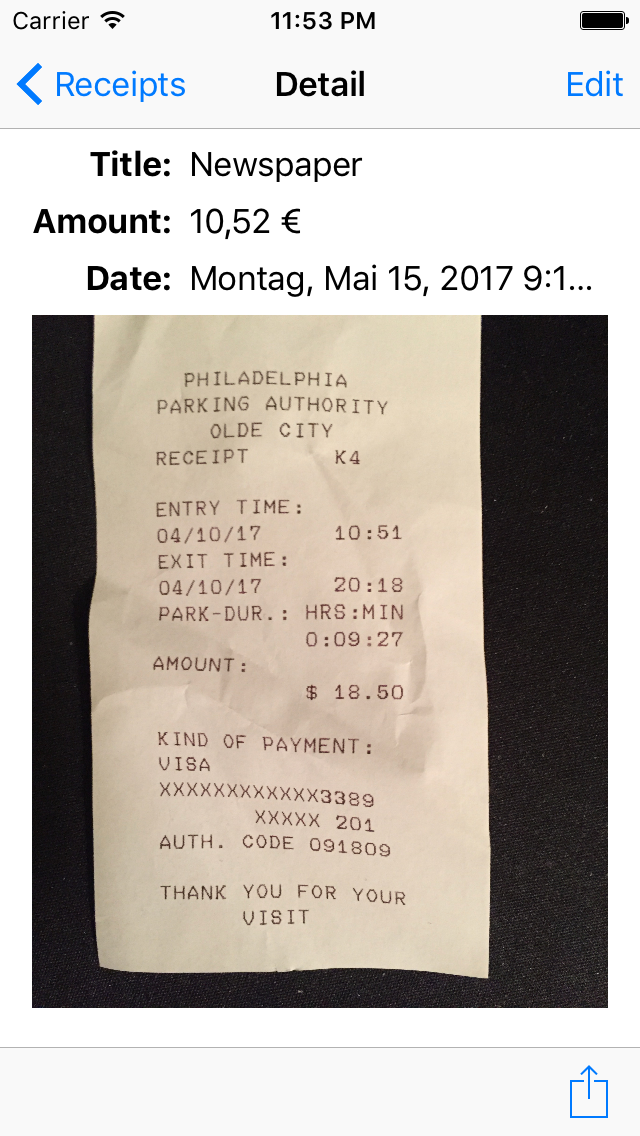 Carrier 11:53 PM
Receipts Detail Edit
Title: Newspaper
Amount: 10,52 €
Date: Montag, Mai 15, 2017 9:1...
PHILADELPHIA
PARKING AUTHORITY
OLDE CITY
RECEIPT K4
ENTRY TIME:
04/10/17 10:51
EXIT TIME:
04/10/17 20:18
PARK-DUR.: HRS:MIN
0:09:27
AMOUNT:
$ 18.50
KIND OF PAYMENT:
VISA
XXXXXXXXXXXX3389
XXXXX 201
AUTH. CODE 091809
THANK YOU FOR YOUR
VISIT